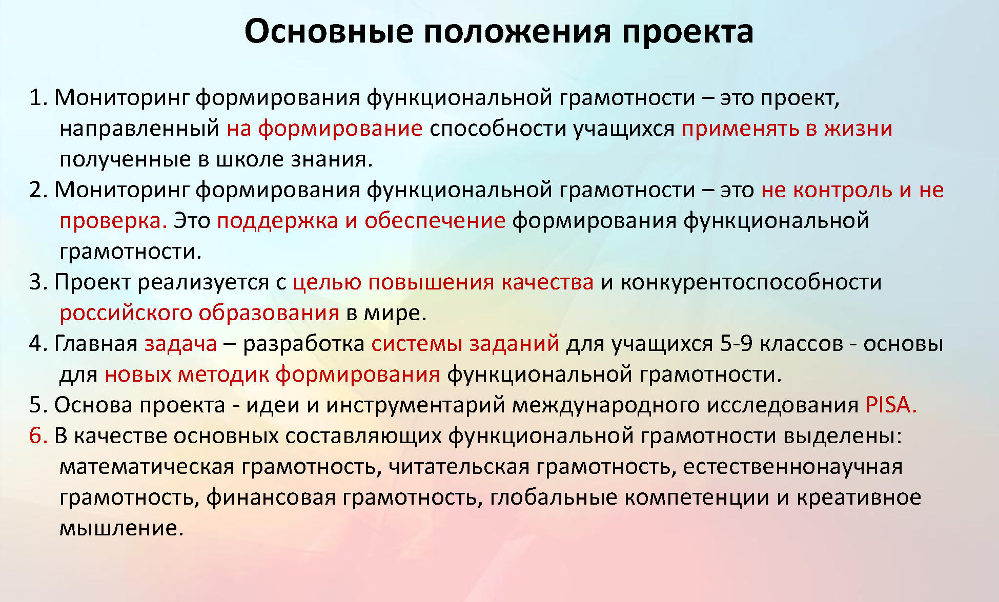 Основные положения проекта
1. Мониторинг формирования функциональной грамотности – это проект,
направленный на формирование способности учащихся применять в жизни
полученные в школе знания.
2. Мониторинг формирования функциональной грамотности – это не контроль и не
проверка. Это поддержка и обеспечение формирования функциональной
грамотности.
3. Проект реализуется с целью повышения качества и конкурентоспособности
российского образования в мире.
4. Главная задача – разработка системы заданий для учащихся 5-9 классов - основы
для новых методик формирования функциональной грамотности.
5. Основа проекта - идеи и инструментарий международного исследования PISA.
6. В качестве основных составляющих функциональной грамотности выделены:
математическая грамотность, читательская грамотность, естественнонаучная
грамотность, финансовая грамотность, глобальные компетенции и креативное
мышление.